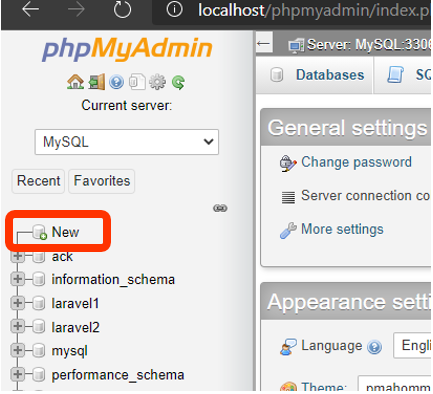 localhost/phpmyadmin/index.p
phpMyAdmin
Current server:
MySQL
Recent Favorites
New
ack
information_schema
laravel1
laravel2
mysql
performance_schema
Server: MySQL:3306
Databases SQ
General settings
Change password
Server connection co
More settings
Appearance setti
Language Engli
Theme: pmahomm